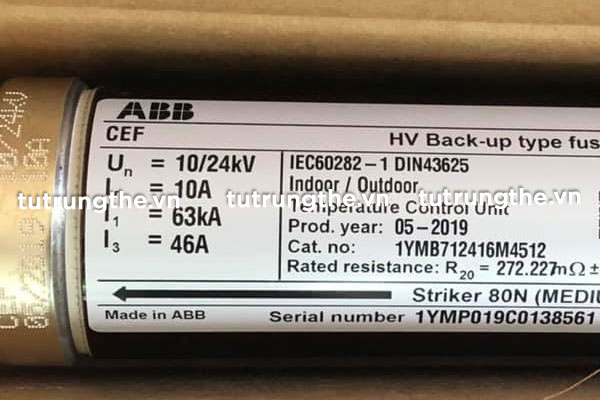 ABB
CEF
HV Back-up type fus
Un = 10/24kV
I = 10A
I1 = 63kA
I3 = 46A
IEC60282-1 DIN43625
Indoor / Outdoor
Temperature Control Unit
Prod. year: 05-2019
Cat. no: 1YMB712416M4512
Rated resistance: R20 = 272.227mΩ ±
Striker 80N (MEDIU
Made in ABB
Serial number 1YMP019C0138561
tutrungthe.vn tutrungthe.vn tutrungthe.vn